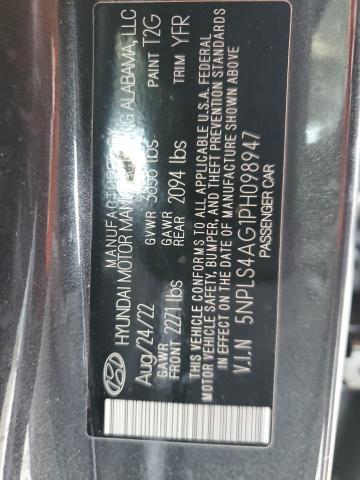 MANUFACTURED BY
HYUNDAI MOTOR MANUFACTURING ALABAMA, LLC
Aug/24/22 GVWR lbs PAINT T2G
GAWR FRONT 2271 lbs GAWR REAR 2094 lbs TRIM YFR
THIS VEHICLE CONFORMS TO ALL APPLICABLE U.S.A. FEDERAL
MOTOR VEHICLE SAFETY, BUMPER, AND THEFT PREVENTION STANDARDS
IN EFFECT ON THE DATE OF MANUFACTURE SHOWN ABOVE
V.I.N 5NPLS4AG1PH098947
PASSENGER CAR